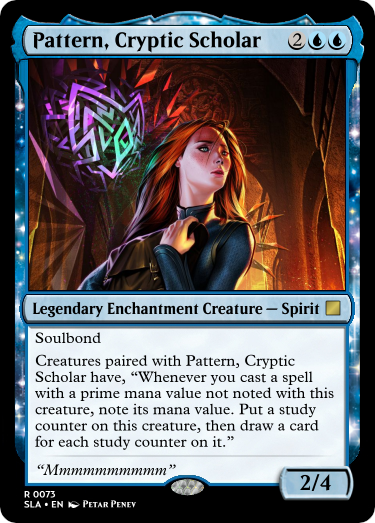 Pattern, Cryptic Scholar 2
Legendary Enchantment Creature — Spirit
Soulbond
Creatures paired with Pattern, Cryptic
Scholar have, “Whenever you cast a spell
with a prime mana value not noted with this
creature, note its mana value. Put a study
counter on this creature, then draw a card
for each study counter on it.”
“Mmmmmmmmmm”
2/4
R 0073
SLA • EN Petar Penev